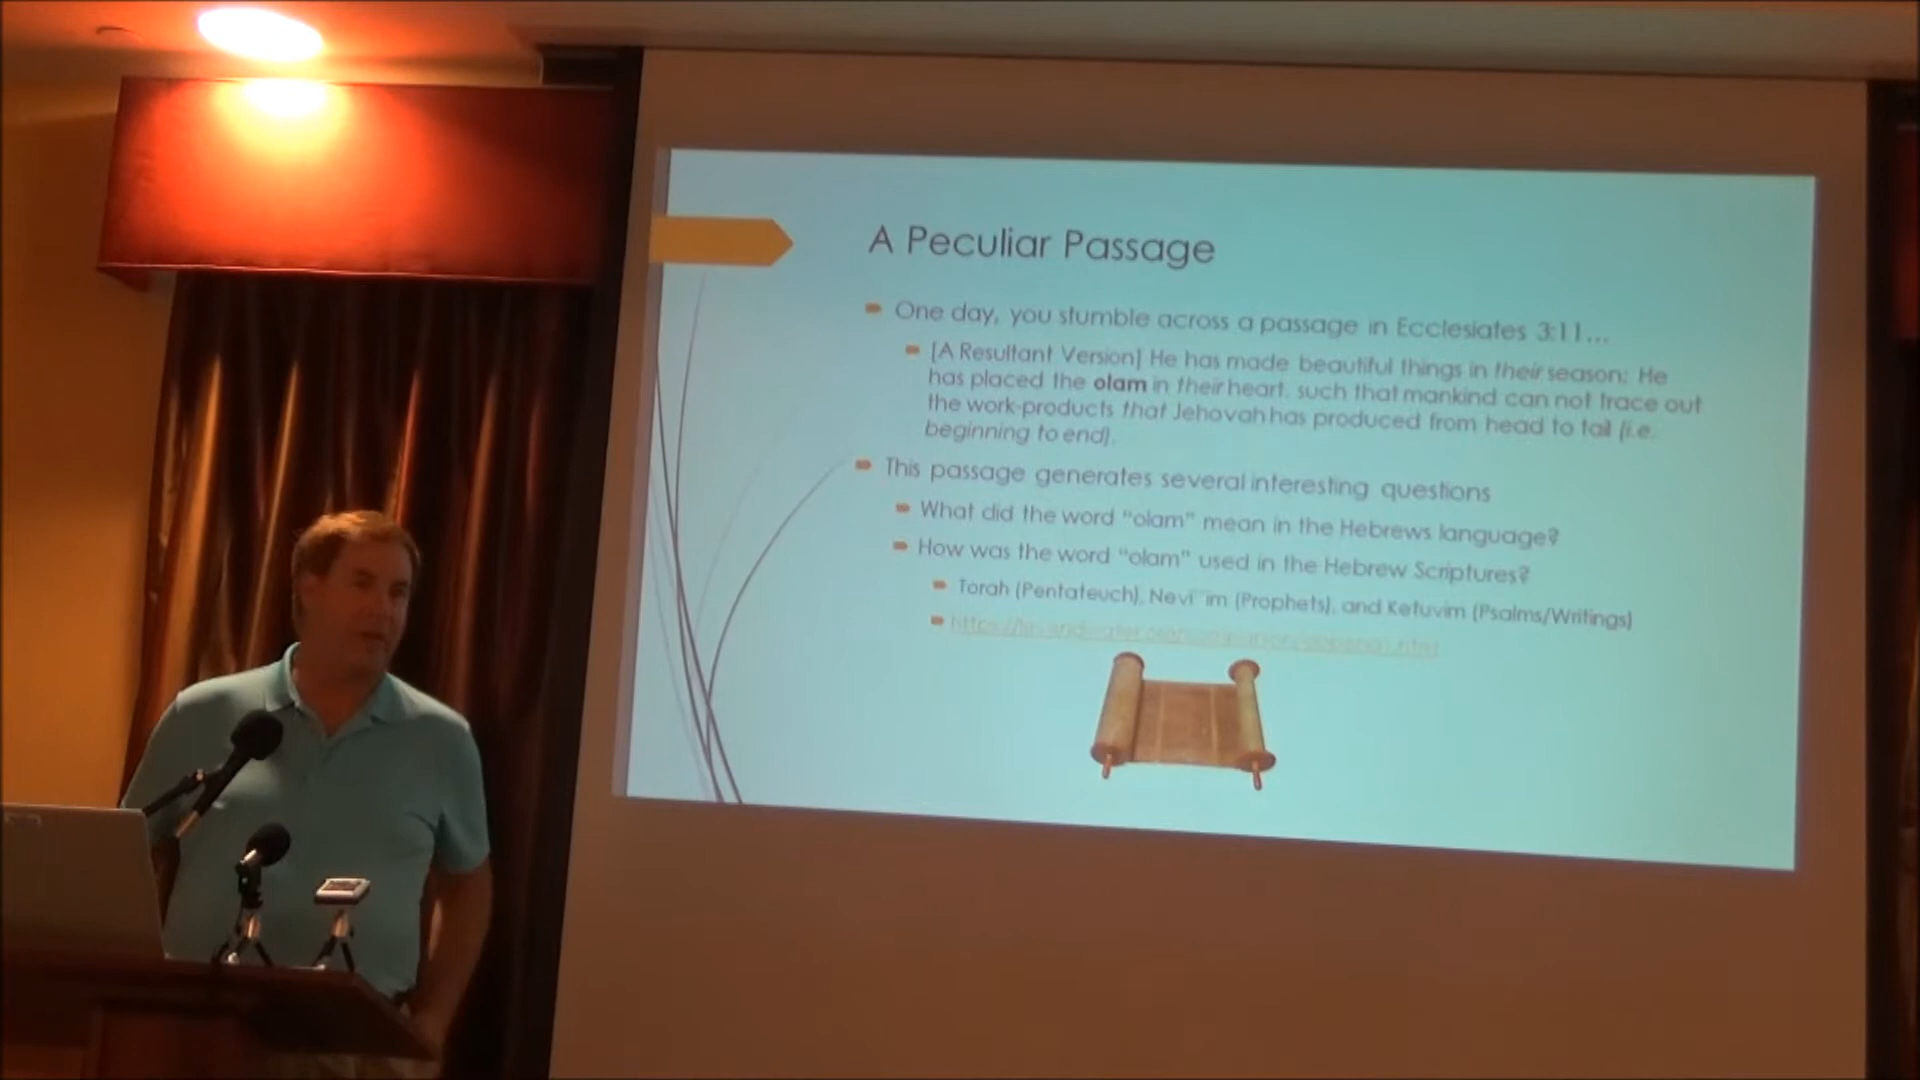 A Peculiar Passage
One day, you stumble across a passage in Ecclesiates 3:11...
[A Resultant Version] He has made beautiful things in their season; He
has placed the olam in their heart, such that mankind can not trace out
the work-products that Jehovah has produced from head to tail (i.e.
beginning to end).
This passage generates several interesting questions
What did the word "olam" mean in the Hebrews language?
How was the word "olam" used in the Hebrew Scriptures?
Torah (Pentateuch), Nevi'im (Prophets), and Ketuvim (Psalms/Writings)